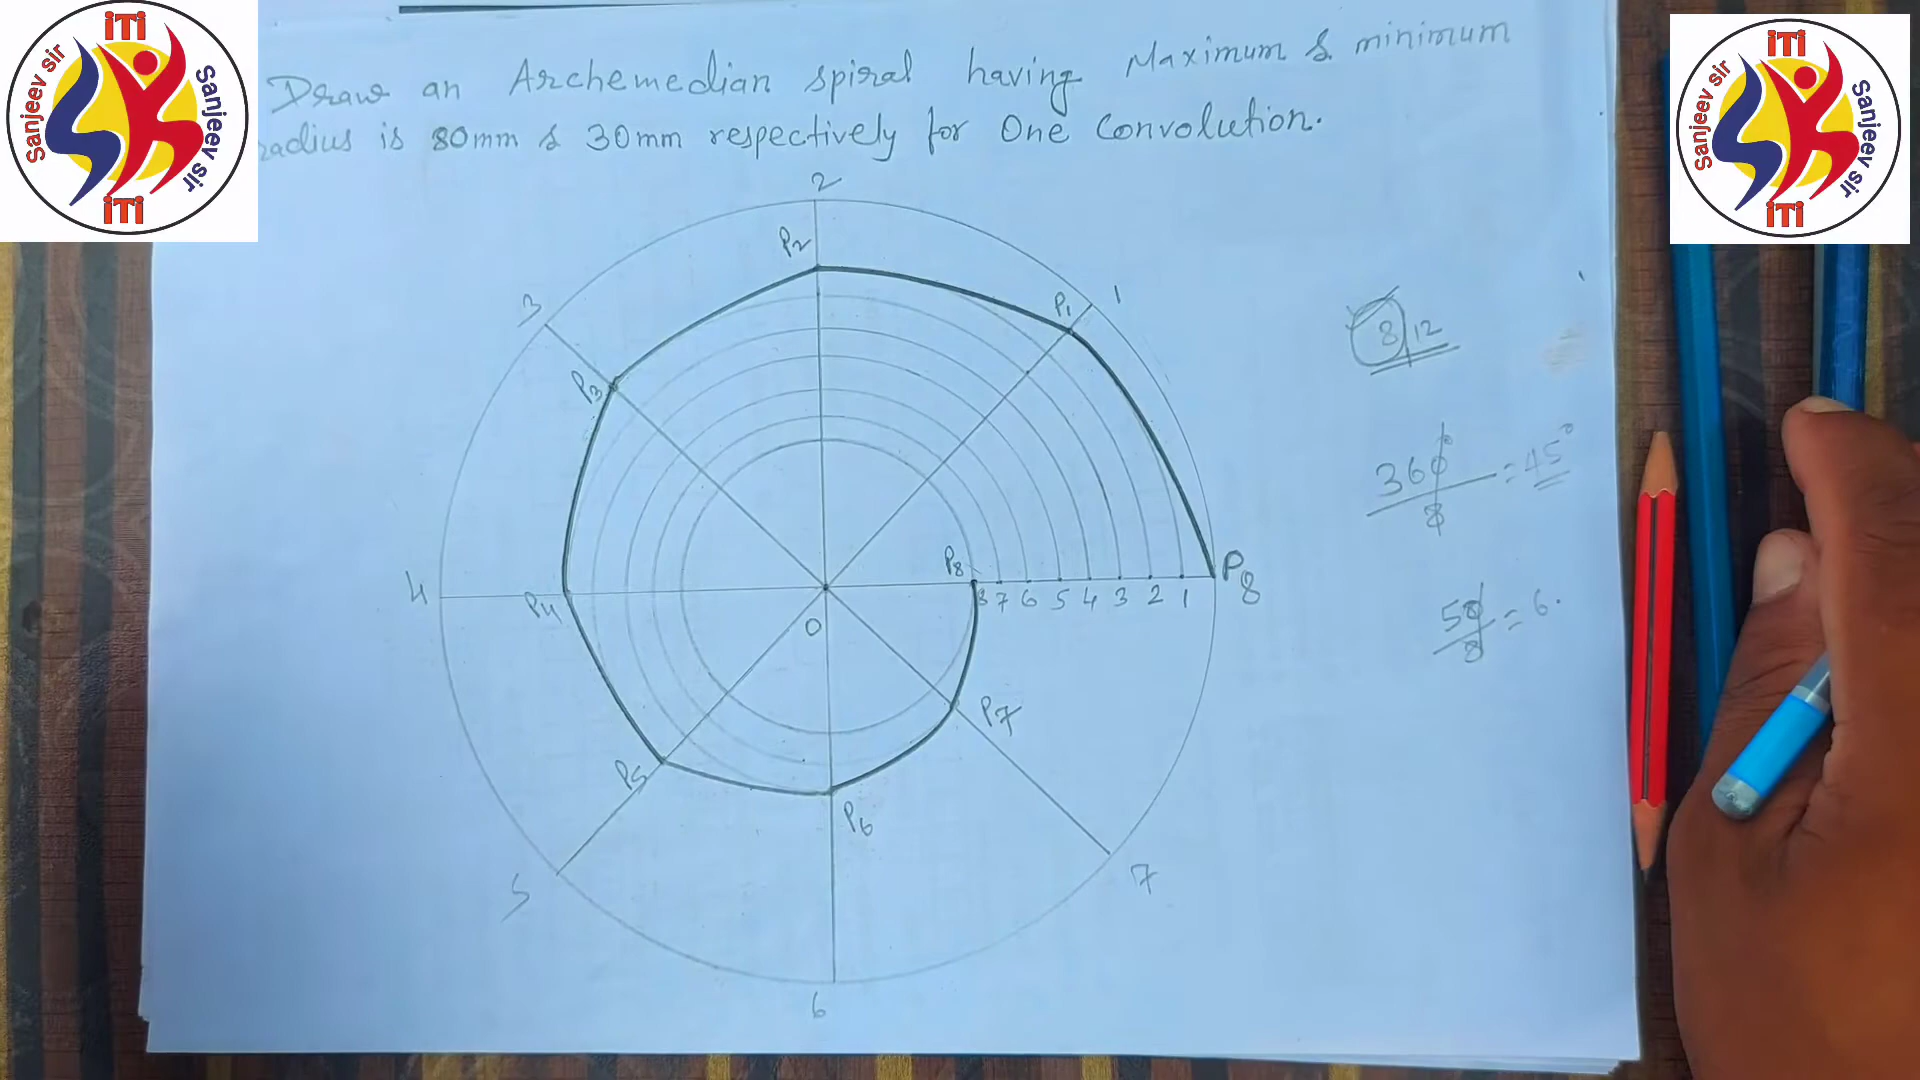 iTi
Sanjeev sir
Sanjeev sir
iTi
iTi
Sanjeev sir
Sanjeev sir
iTi
Draw an Archemedian spiral having Maximum & minimum
radius is 80mm & 30mm respectively for One Convolution.
2
P2
3
P1 1
8 12
P3
360°/8 = 45°
P8 P
4 P4 8 7 6 5 4 3 2 1 8
O
50/8 = 6.
P7
P5
P6
5 7
6